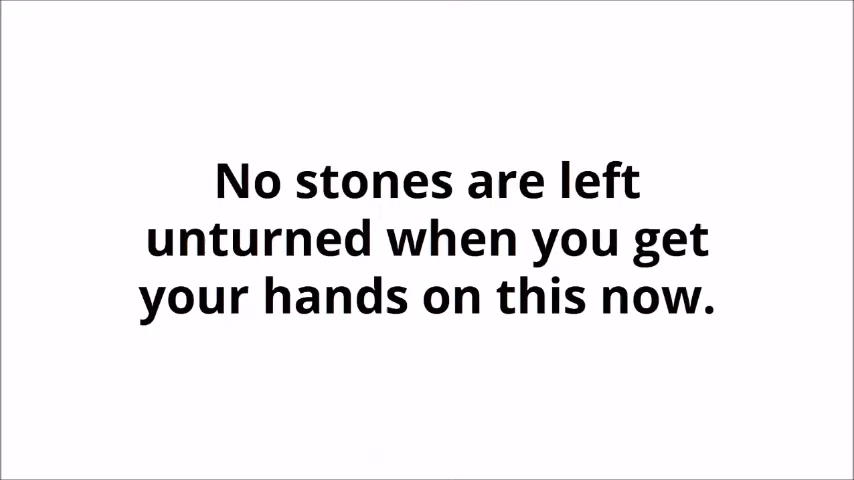 No stones are left
unturned when you get
your hands on this now.